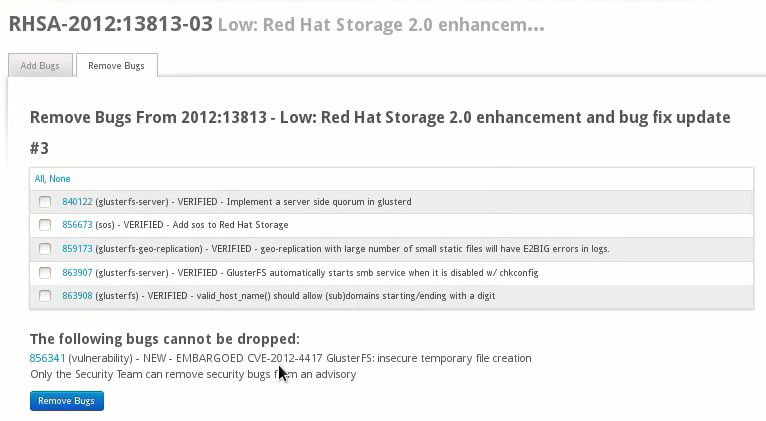 RHSA-2012:13813-03 Low: Red Hat Storage 2.0 enhancem...
Add Bugs Remove Bugs
Remove Bugs From 2012:13813 - Low: Red Hat Storage 2.0 enhancement and bug fix update
#3
All, None
840122 (glusterfs-server) - VERIFIED - Implement a server side quorum in glusterd
856673 (sos) - VERIFIED - Add sos to Red Hat Storage
859173 (glusterfs-geo-replication) - VERIFIED - geo-replication with large number of small static files will have E2BIG errors in logs.
863907 (glusterfs-server) - VERIFIED - GlusterFS automatically starts smb service when it is disabled w/ chkconfig
863908 (glusterfs) - VERIFIED - valid_host_name() should allow (sub)domains starting/ending with a digit
The following bugs cannot be dropped:
856341 (vulnerability) - NEW - EMBARGOED CVE-2012-4417 GlusterFS: insecure temporary file creation
Only the Security Team can remove security bugs from an advisory
Remove Bugs